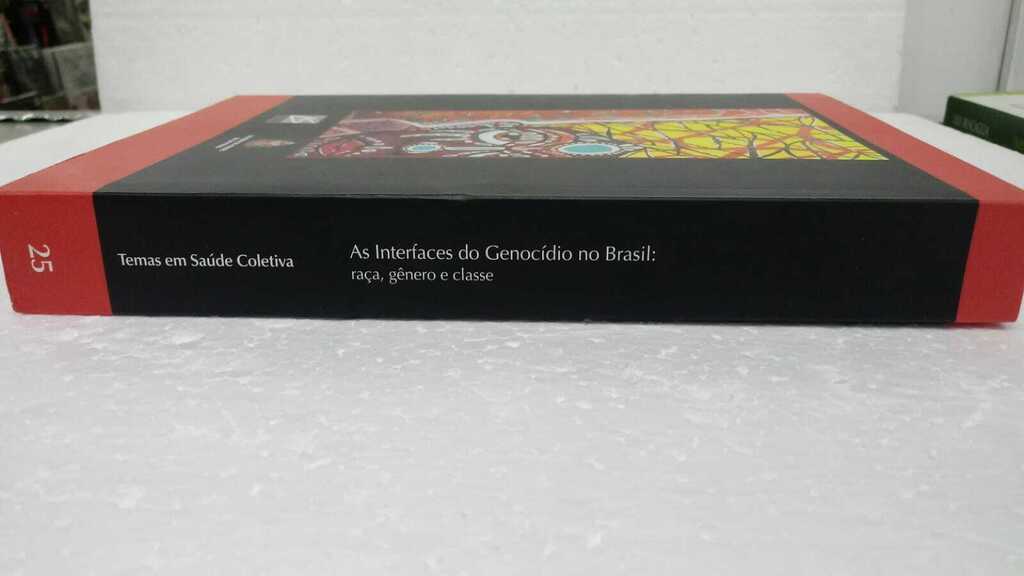 25
Temas em Saúde Coletiva
As Interfaces do Genocídio no Brasil:
raça, gênero e classe